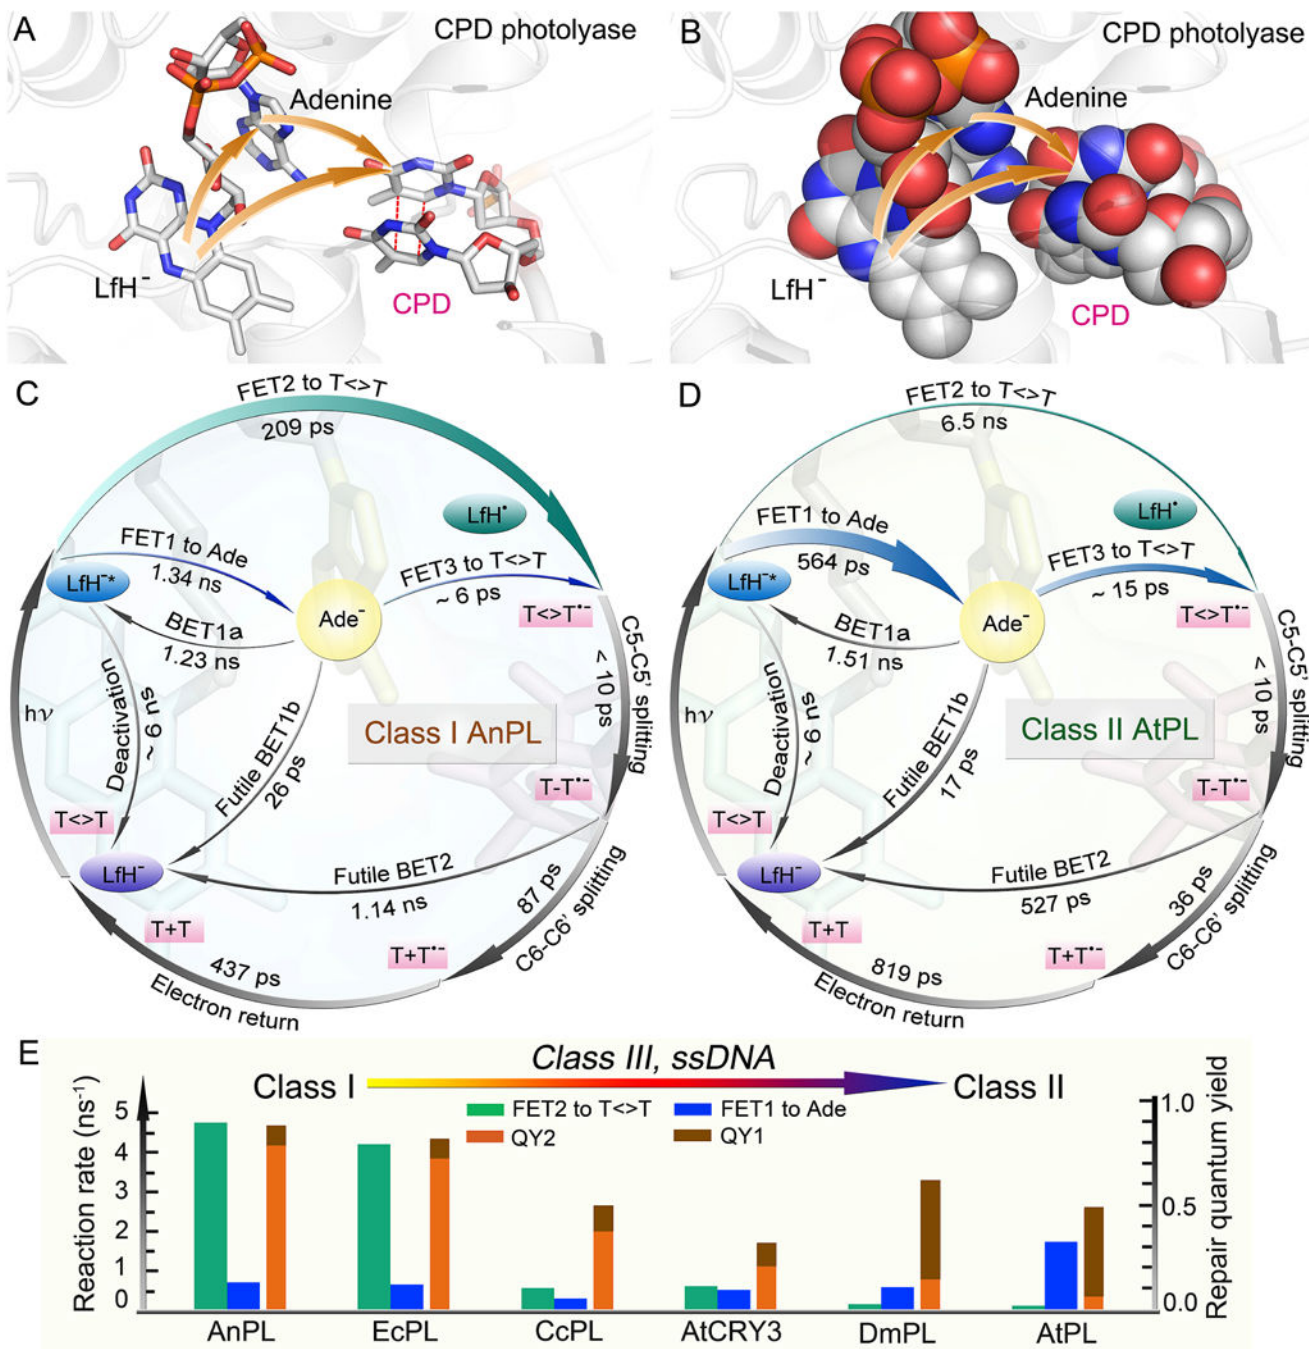 A
CPD photolyase
Adenine
LfH⁻
CPD
B
CPD photolyase
Adenine
LfH⁻
CPD
C
FET2 to T<>T
209 ps
LfH•
FET1 to Ade
1.34 ns
LfH⁻*
FET3 to T<>T
~ 6 ps
Ade⁻
T<>T•⁻
BET1a
1.23 ns
C5-C5' splitting
< 10 ps
hν
Deactivation
~ 6 ns
Futile BET1b
26 ps
Class I AnPL
T-T•⁻
T<>T
LfH⁻
Futile BET2
1.14 ns
87 ps
C6-C6' splitting
T+T
T+T•⁻
437 ps
Electron return
D
FET2 to T<>T
6.5 ns
LfH•
FET1 to Ade
564 ps
LfH⁻*
FET3 to T<>T
~ 15 ps
Ade⁻
T<>T•⁻
BET1a
1.51 ns
C5-C5' splitting
< 10 ps
hν
Deactivation
~ 6 ns
Futile BET1b
17 ps
Class II AtPL
T-T•⁻
T<>T
LfH⁻
Futile BET2
527 ps
36 ps
C6-C6' splitting
T+T
T+T•⁻
819 ps
Electron return
E
Class III, ssDNA
Class I
Class II
FET2 to T<>T
FET1 to Ade
QY2
QY1
Reaction rate (ns⁻¹)
5
4
3
2
1
0
Repair quantum yield
1.0
0.5
0.0
AnPL
EcPL
CcPL
AtCRY3
DmPL
AtPL